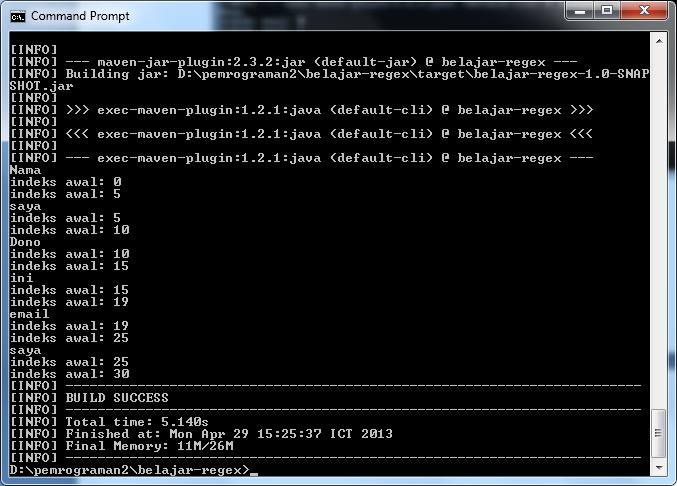 Command Prompt
[INFO]
[INFO] --- maven-jar-plugin:2.3.2:jar (default-jar) @ belajar-regex ---
[INFO] Building jar: D:\pemrograman2\belajar-regex\target\belajar-regex-1.0-SNAP
SHOT.jar
[INFO]
[INFO] >>> exec-maven-plugin:1.2.1:java (default-cli) @ belajar-regex >>>
[INFO]
[INFO] <<< exec-maven-plugin:1.2.1:java (default-cli) @ belajar-regex <<<
[INFO]
[INFO] --- exec-maven-plugin:1.2.1:java (default-cli) @ belajar-regex ---
Nama
indeks awal: 0
indeks awal: 5
saya
indeks awal: 5
indeks awal: 10
Dono
indeks awal: 10
indeks awal: 15
ini
indeks awal: 15
indeks awal: 19
email
indeks awal: 19
indeks awal: 25
saya
indeks awal: 25
indeks awal: 30
[INFO] ------------------------------------------------------------------------
[INFO] BUILD SUCCESS
[INFO] ------------------------------------------------------------------------
[INFO] Total time: 5.140s
[INFO] Finished at: Mon Apr 29 15:25:37 ICT 2013
[INFO] Final Memory: 11M/26M
[INFO] ------------------------------------------------------------------------
D:\pemrograman2\belajar-regex>_